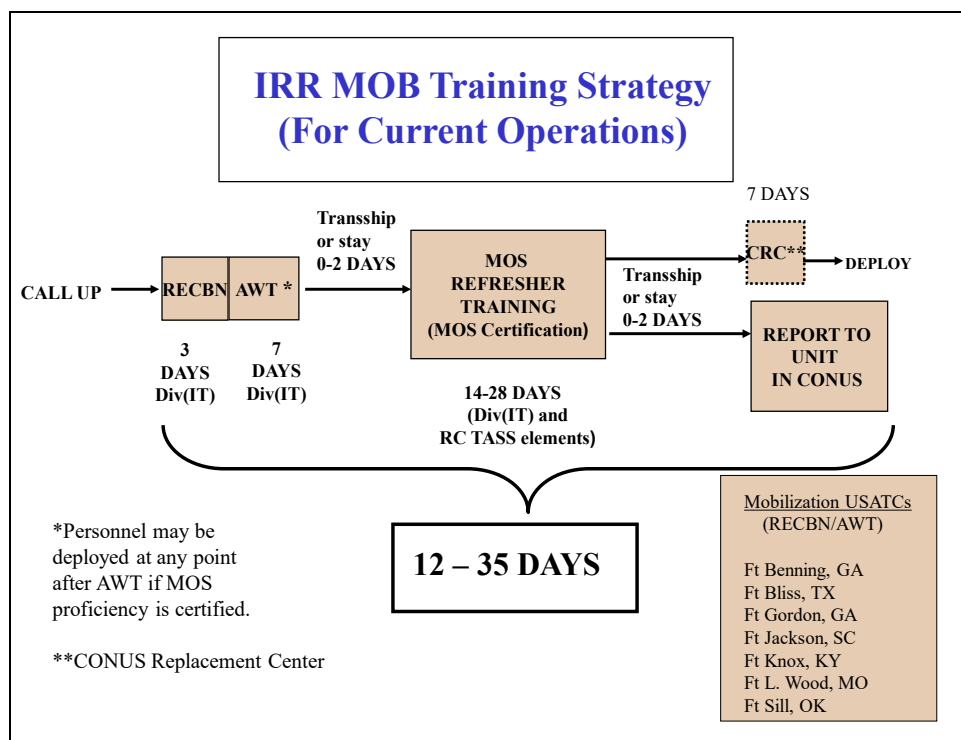 IRR MOB Training Strategy
(For Current Operations)
7 DAYS
Transship
or stay
0-2 DAYS
CALL UP
RECBN
AWT *
MOS
REFRESHER
TRAINING
(MOS Certification)
Transship
or stay
0-2 DAYS
CRC**
DEPLOY
REPORT TO
UNIT
IN CONUS
3
DAYS
Div(IT)
7
DAYS
Div(IT)
14-28 DAYS
(Div(IT) and
RC TASS elements)
12 – 35 DAYS
*Personnel may be
deployed at any point
after AWT if MOS
proficiency is certified.
**CONUS Replacement Center
Mobilization USATCs
(RECBN/AWT)
Ft Benning, GA
Ft Bliss, TX
Ft Gordon, GA
Ft Jackson, SC
Ft Knox, KY
Ft L. Wood, MO
Ft Sill, OK